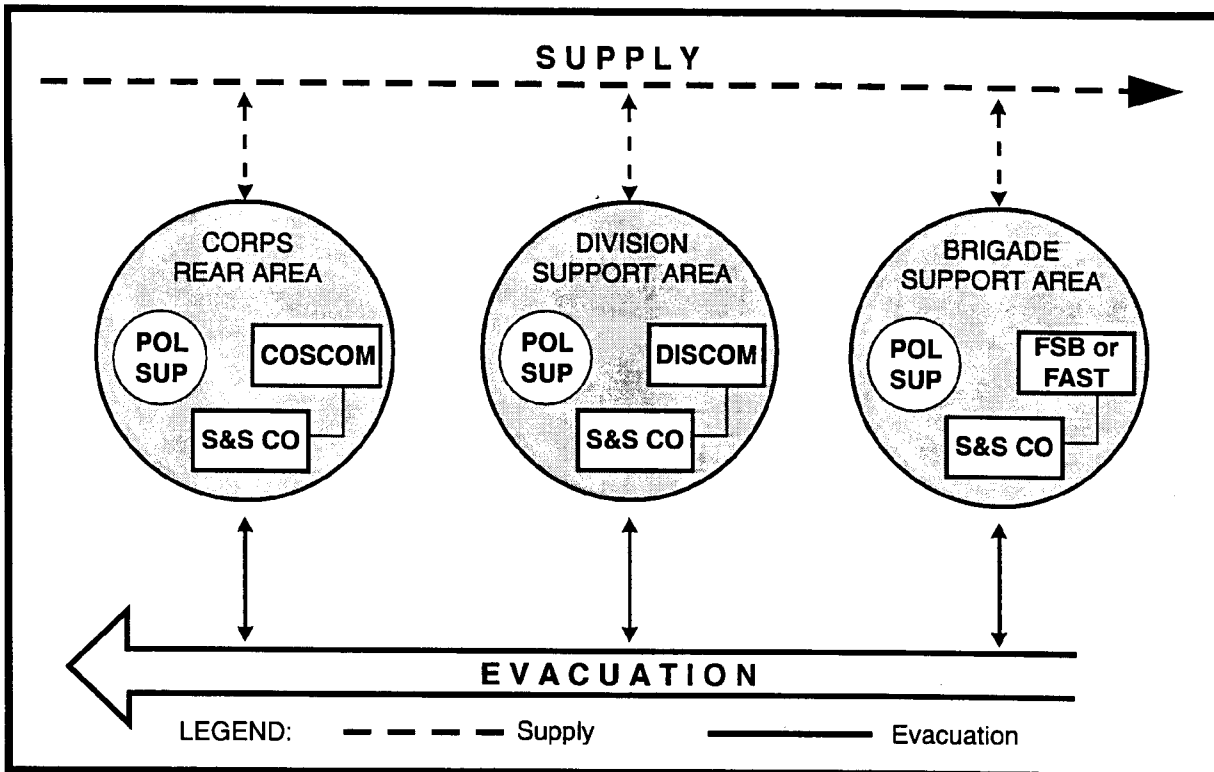 SUPPLY
CORPS
REAR AREA
POL
SUP
COSCOM
S&S CO
DIVISION
SUPPORT AREA
POL
SUP
DISCOM
S&S CO
BRIGADE
SUPPORT AREA
POL
SUP
FSB or
FAST
S&S CO
EVACUATION
LEGEND: Supply Evacuation